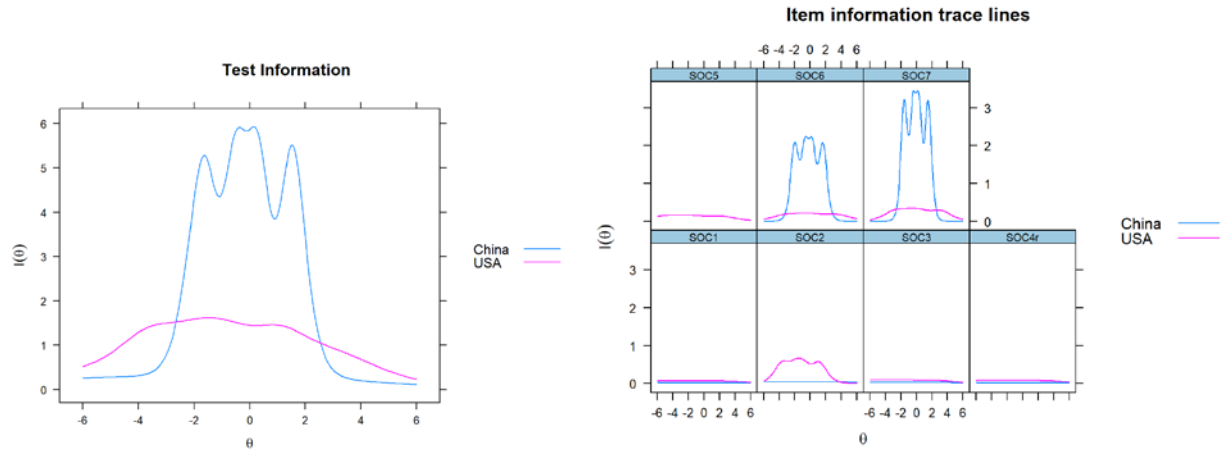 Test Information
6
5
4
3
2
1
0
I(θ)
-6 -4 -2 0 2 4 6
θ
China
USA
Item information trace lines
-6 -4 -2 0 2 4 6
SOC5 SOC6 SOC7
3
2
1
0
SOC1 SOC2 SOC3 SOC4r
3
2
1
0
I(θ)
-6 -4 -2 0 2 4 6 -6 -4 -2 0 2 4 6
θ
China
USA